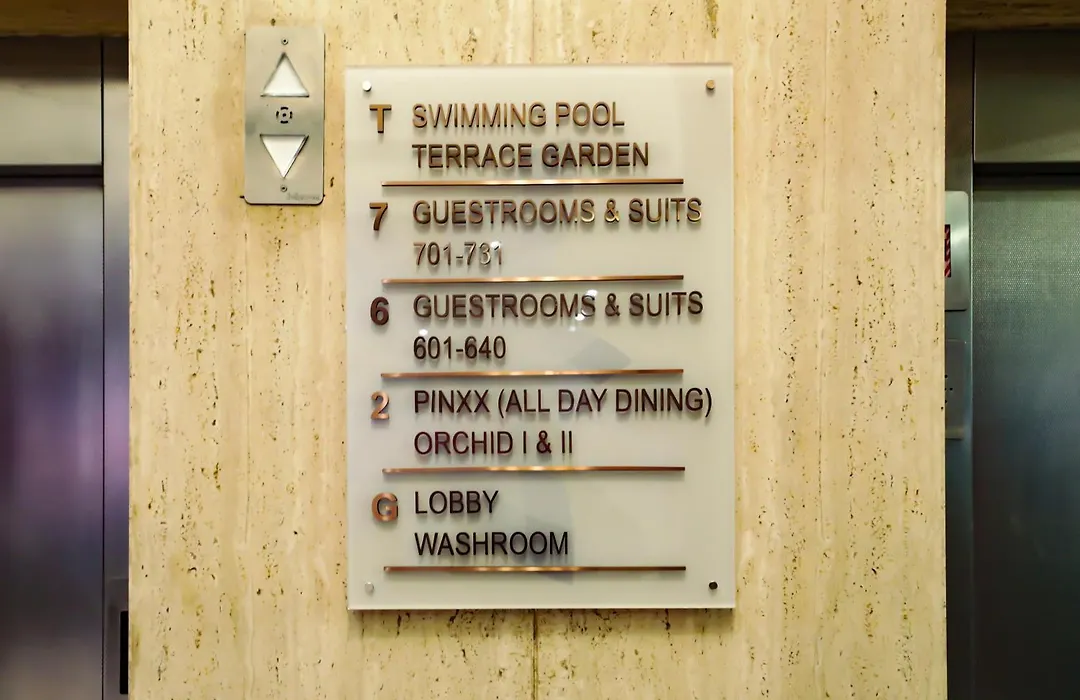 T SWIMMING POOL
TERRACE GARDEN
7 GUESTROOMS & SUITS
701-731
6 GUESTROOMS & SUITS
601-640
2 PINXX (ALL DAY DINING)
ORCHID I & II
G LOBBY
WASHROOM